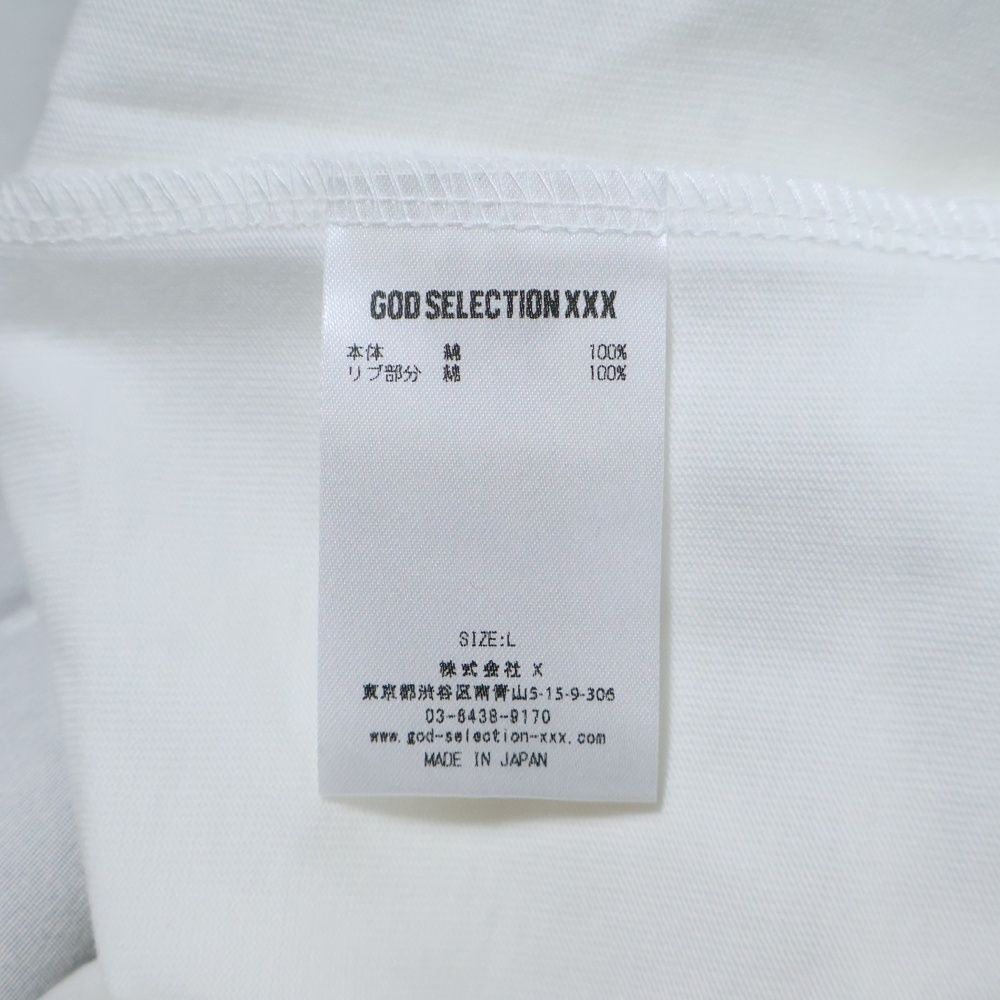 GOD SELECTION XXX
本体 綿 100%
リブ部分 綿 100%
SIZE:L
株式会社 X
東京都渋谷区南青山5-15-9-306
03-6438-9170
www.god-selection-xxx.com
MADE IN JAPAN